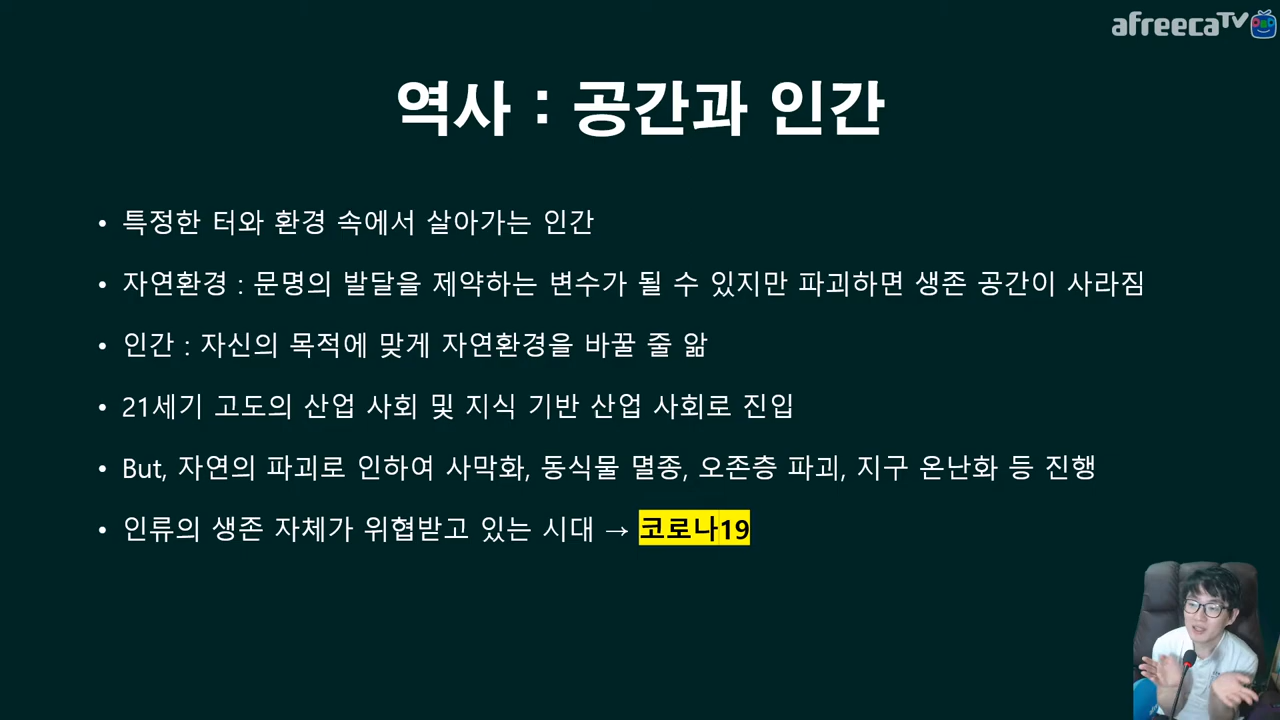 afreecaTV
역사 : 공간과 인간
• 특정한 터와 환경 속에서 살아가는 인간
• 자연환경 : 문명의 발달을 제약하는 변수가 될 수 있지만 파괴하면 생존 공간이 사라짐
• 인간 : 자신의 목적에 맞게 자연환경을 바꿀 줄 앎
• 21세기 고도의 산업 사회 및 지식 기반 산업 사회로 진입
• But, 자연의 파괴로 인하여 사막화, 동식물 멸종, 오존층 파괴, 지구 온난화 등 진행
• 인류의 생존 자체가 위협받고 있는 시대 → 코로나19